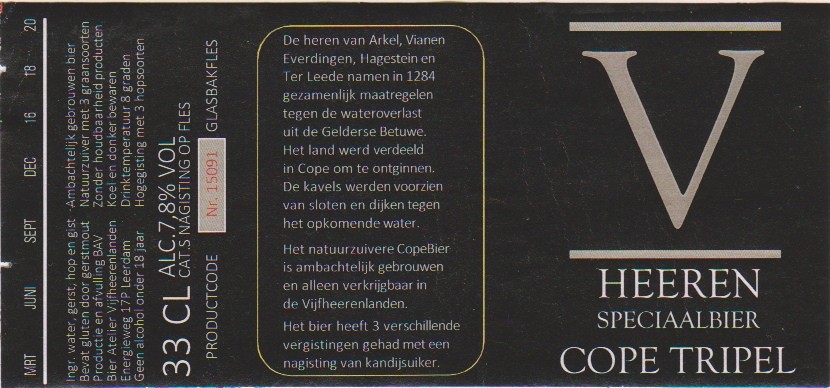 MRT JUNI SEPT DEC 16 18 20
Ingr. water, gerst, hop en gist
Bevat gluten door gerstmout
Productie en afvulling BAV
Bier Atelier Vijfheerenlanden
Energieweg 17P Leerdam
Geen alcohol onder 18 jaar
Ambachtelijk gebrouwen bier
Natuurzuiver met 3 graansoorten
Zonder houdbaarheid producten
Koel en donker bewaren
Drinktemperatuur 8 graden
Hogegisting met 3 hopsoorten
33 CL ALC.7,8% VOL
CAT:S NAGISTING OP FLES
PRODUCTCODE Nr. 15091 GLASBAKFLES
De heren van Arkel, Vianen
Everdingen, Hagestein en
Ter Leede namen in 1284
gezamenlijk maatregelen
tegen de wateroverlast
uit de Gelderse Betuwe.
Het land werd verdeeld
in Cope om te ontginnen.
De kavels werden voorzien
van sloten en dijken tegen
het opkomende water.
Het natuurzuivere CopeBier
is ambachtelijk gebrouwen
en alleen verkrijgbaar in
de Vijfheerenlanden.
Het bier heeft 3 verschillende
vergistingen gehad met een
nagisting van kandijsuiker.
V
HEEREN
SPECIAALBIER
COPE TRIPEL